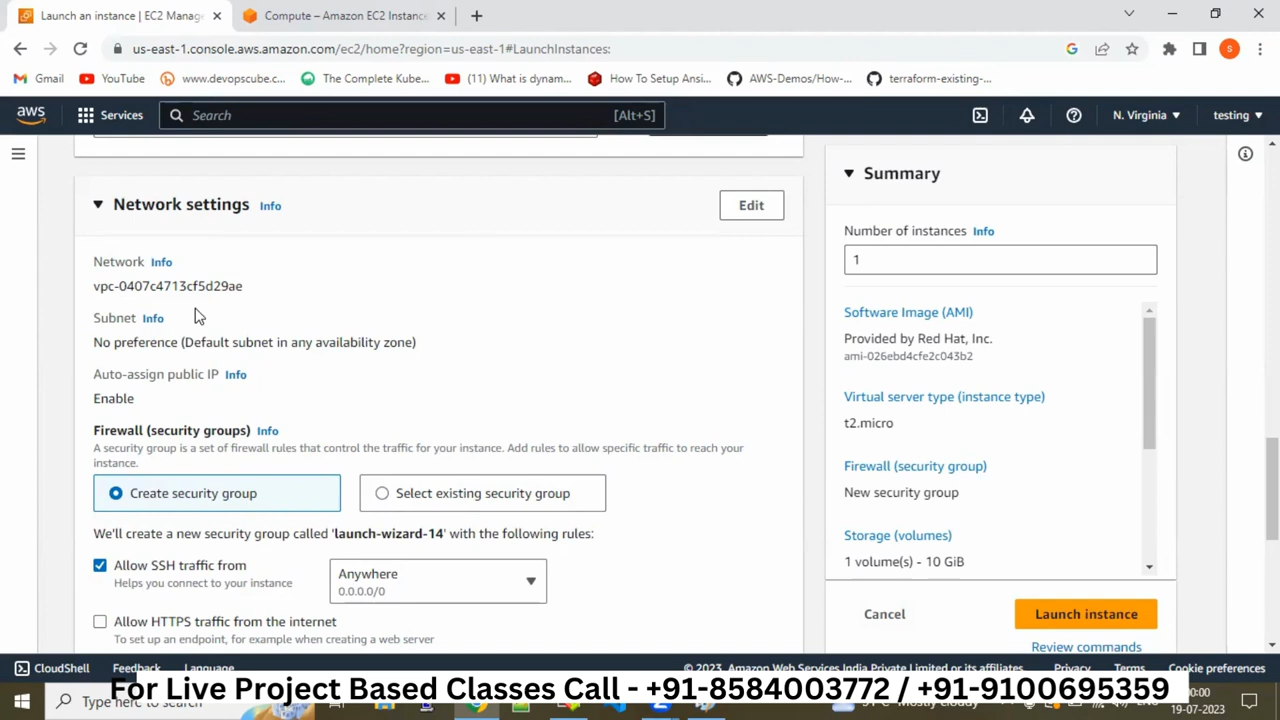 Launch an instance | EC2 Manag
Compute – Amazon EC2 Instanc
us-east-1.console.aws.amazon.com/ec2/home?region=us-east-1#LaunchInstances:
Gmail
YouTube
www.devopscube.c...
The Complete Kube...
(11) What is dynam...
How To Setup Ansi...
AWS-Demos/How-...
terraform-existing-...
aws
Services
Search
[Alt+S]
N. Virginia
testing
Network settings Info
Edit
Network Info
vpc-0407c4713cf5d29ae
Subnet Info
No preference (Default subnet in any availability zone)
Auto-assign public IP Info
Enable
Firewall (security groups) Info
A security group is a set of firewall rules that control the traffic for your instance. Add rules to allow specific traffic to reach your
instance.
Create security group
Select existing security group
We'll create a new security group called 'launch-wizard-14' with the following rules:
Allow SSH traffic from
Helps you connect to your instance
Anywhere
0.0.0.0/0
Allow HTTPS traffic from the internet
To set up an endpoint, for example when creating a web server
Summary
Number of instances Info
1
Software Image (AMI)
Provided by Red Hat, Inc.
ami-026ebd4cfe2c043b2
Virtual server type (instance type)
t2.micro
Firewall (security group)
New security group
Storage (volumes)
1 volume(s) - 10 GiB
Cancel
Launch instance
Review commands
CloudShell
Feedback
Language
© 2023, Amazon Web Services India Private Limited or its affiliates.
Privacy
Terms
Cookie preferences
For Live Project Based Classes Call - +91-8584003772 / +91-9100695359
Type here to search
Mostly cloudy
19-07-2023